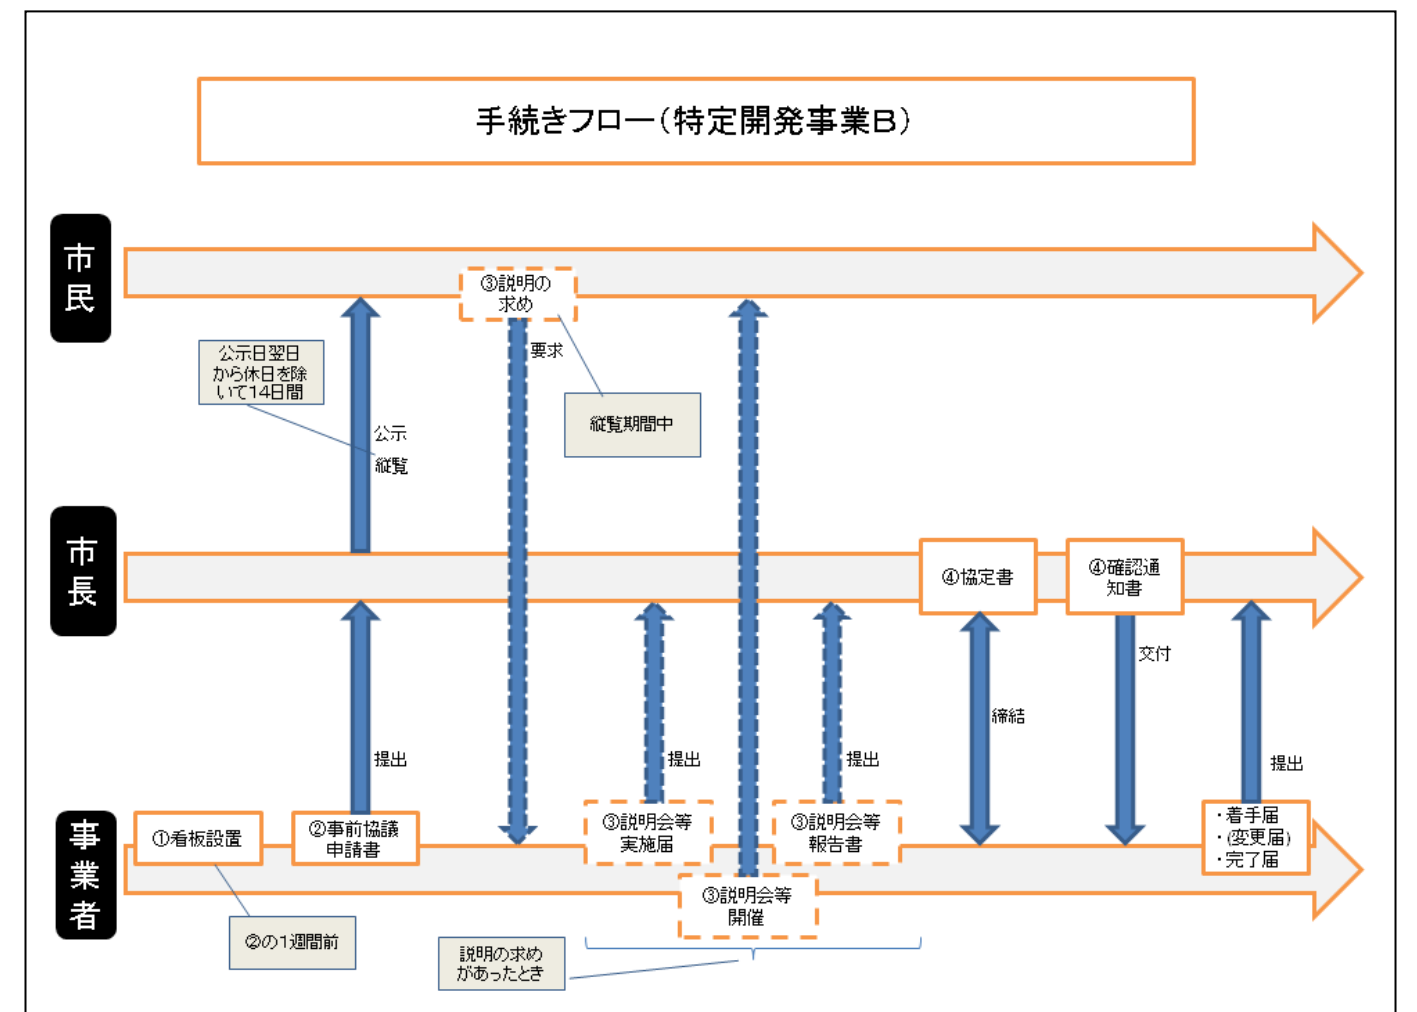 手続きフロー（特定開発事業Ｂ）
市
民
③説明の
求め
要求
公示日翌日
から休日を除
いて１４日間
縦覧期間中
公示
縦覧
市
長
④協定書
④確認通
知書
交付
締結
提出
提出
提出
提出
事
業
者
①看板設置
②事前協議
申請書
③説明会等
実施届
③説明会等
報告書
・着手届
・(変更届)
・完了届
③説明会等
開催
②の１週間前
説明の求め
があったとき